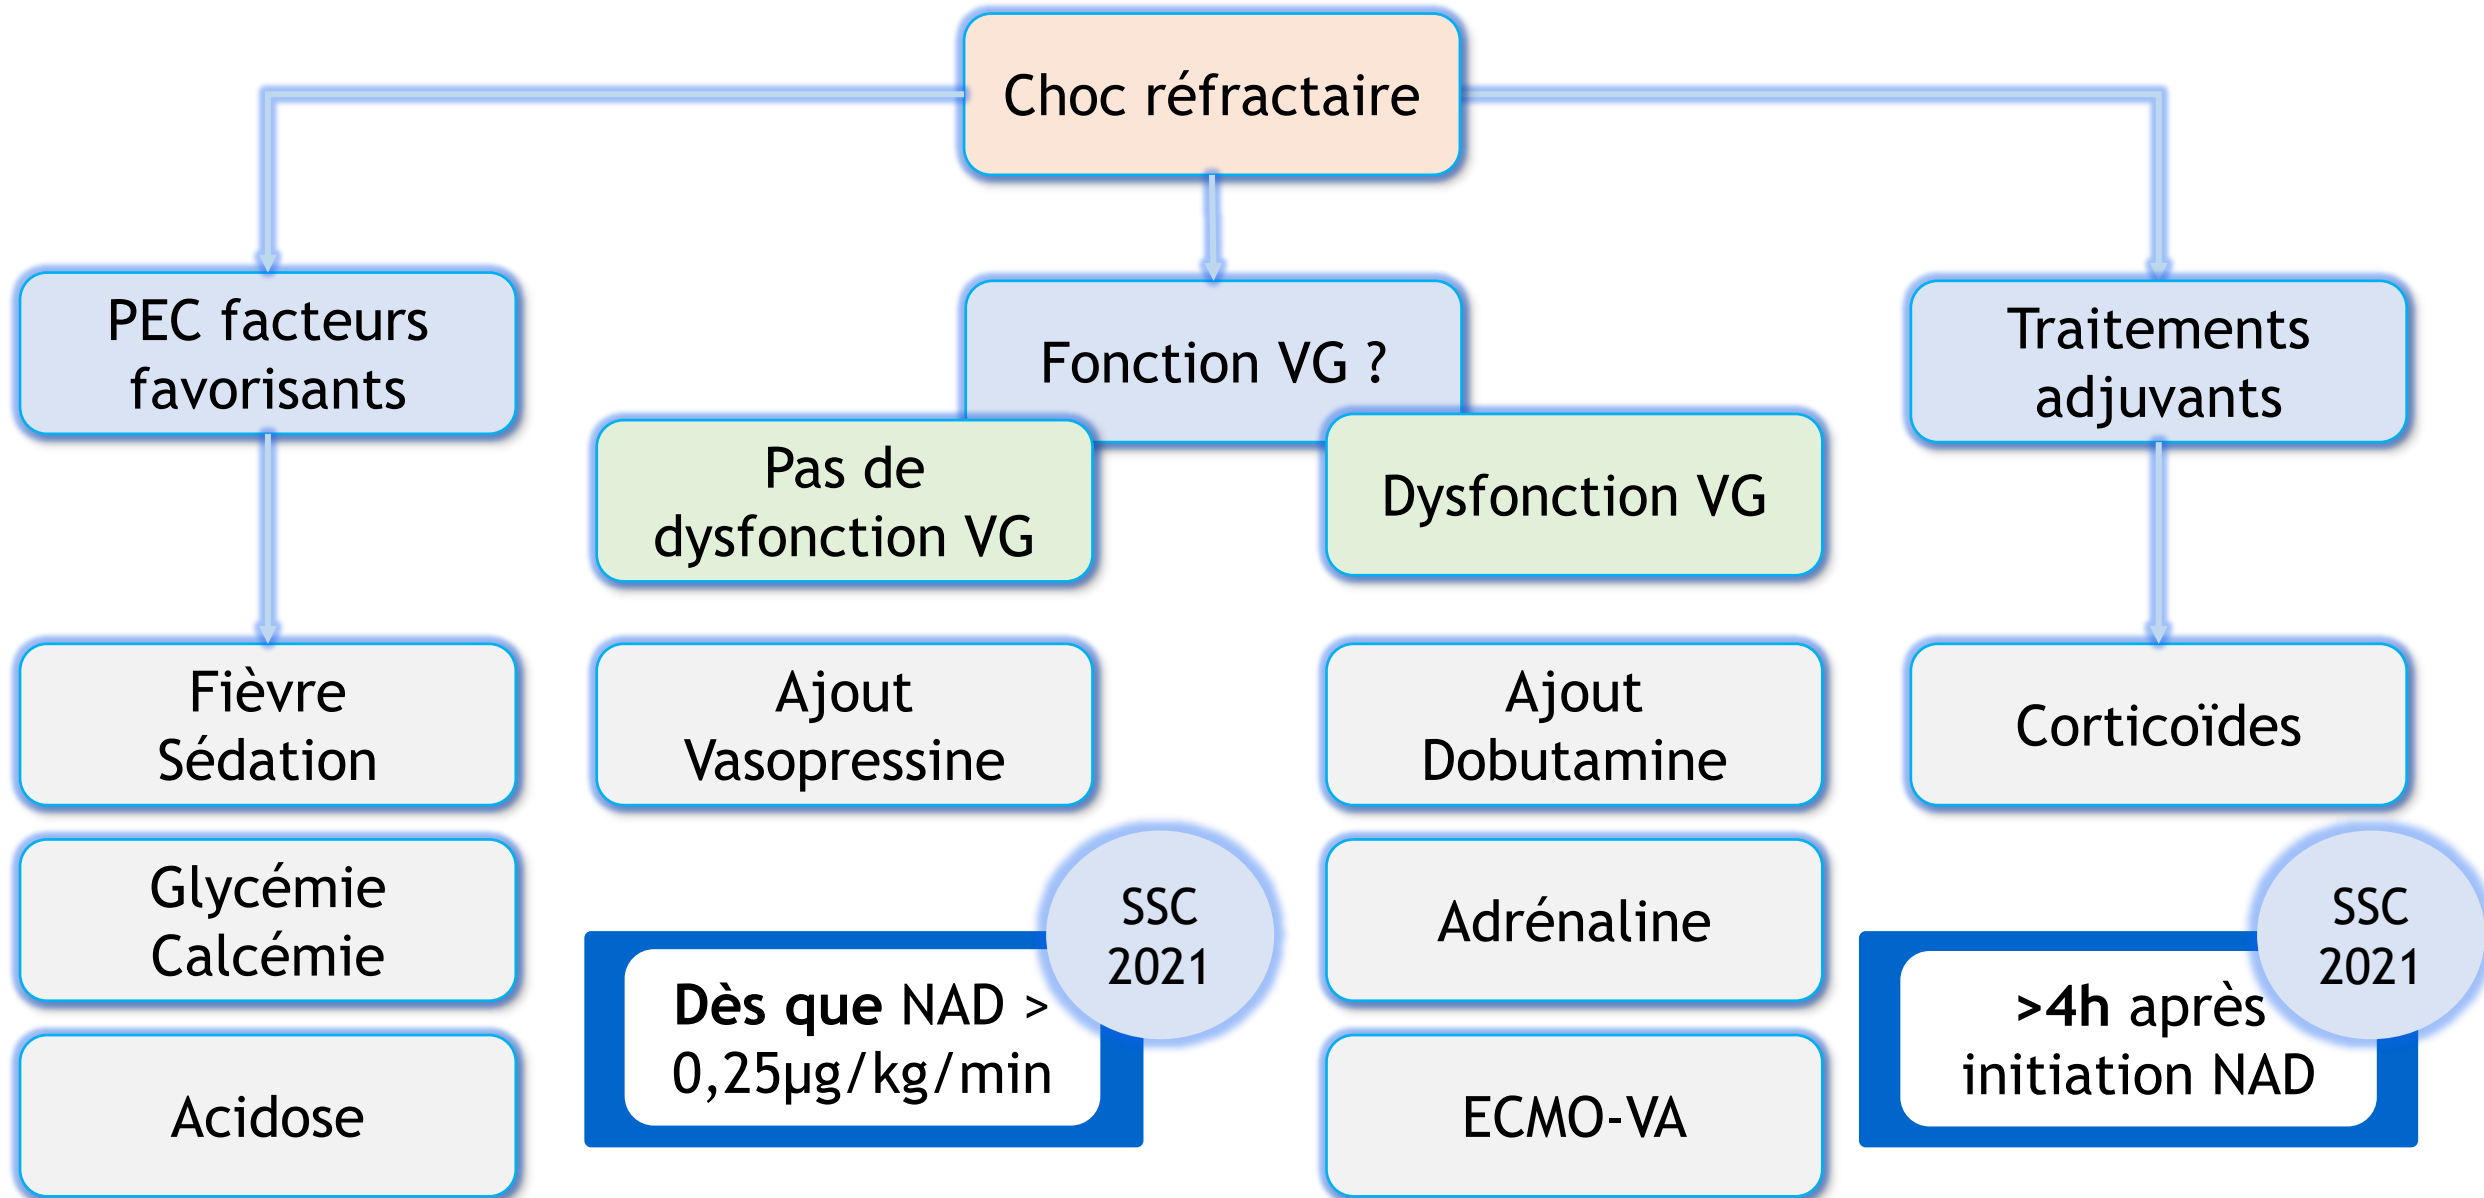 Choc réfractaire
PEC facteurs
favorisants
Fonction VG ?
Traitements
adjuvants
Pas de
dysfonction VG
Dysfonction VG
Fièvre
Sédation
Ajout
Vasopressine
Ajout
Dobutamine
Corticoïdes
Glycémie
Calcémie
SSC
2021
Dès que NAD >
0,25µg/kg/min
Adrénaline
SSC
2021
>4h après
initiation NAD
Acidose
ECMO-VA